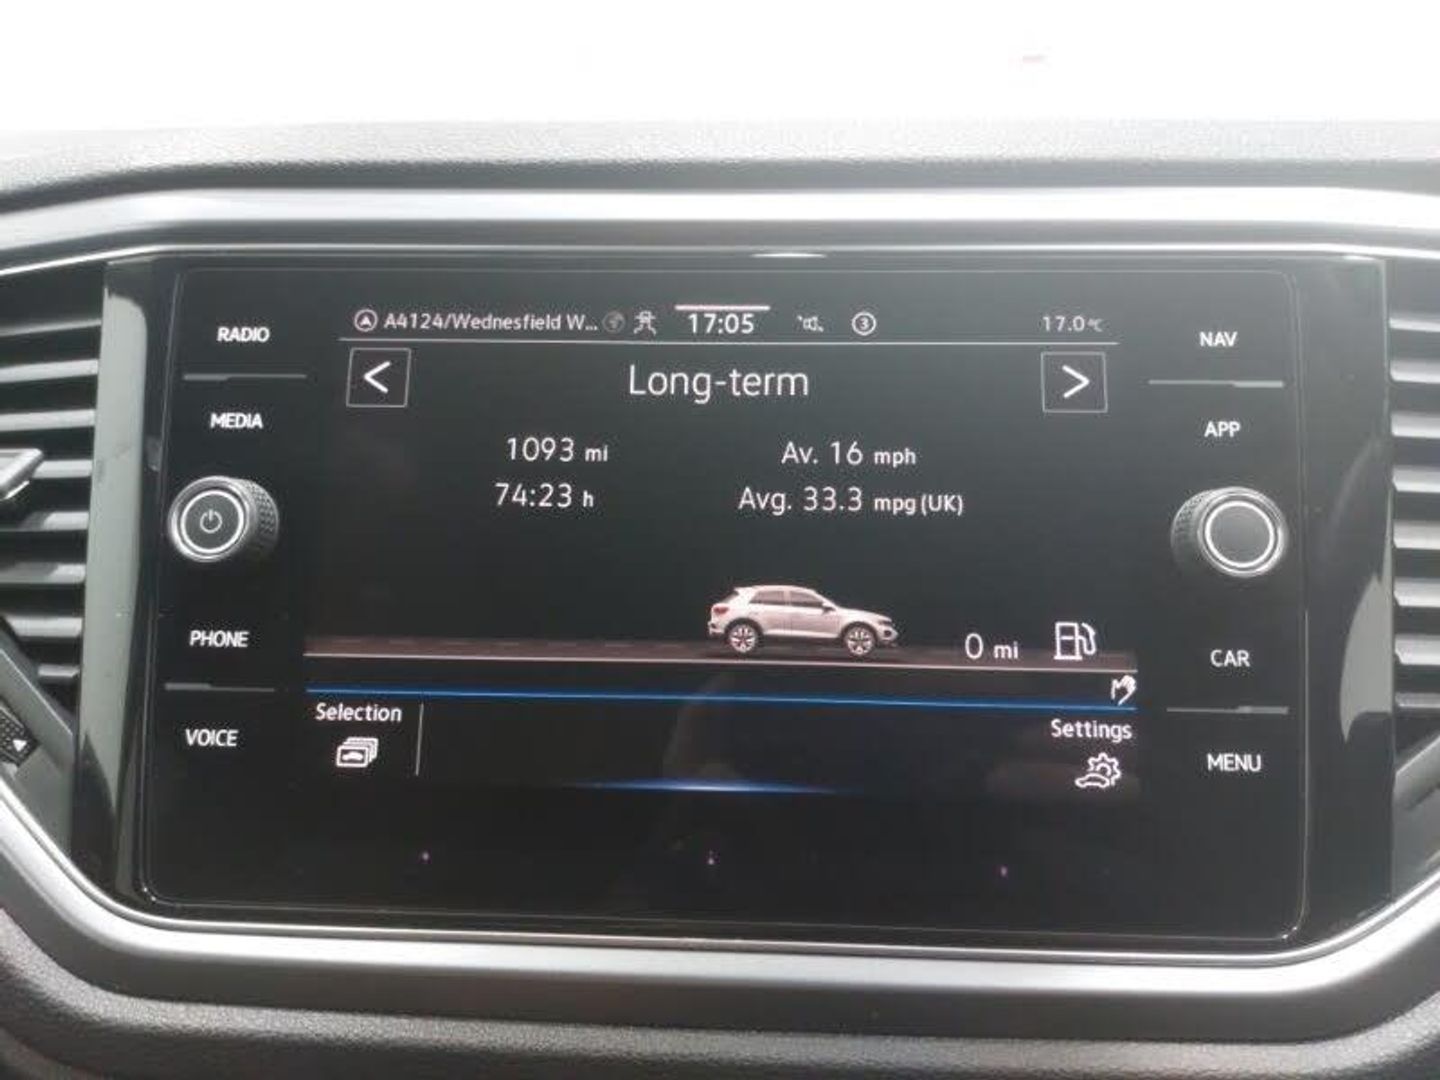 RADIO
MEDIA
PHONE
VOICE
A4124/Wednesfield W...
17:05
3
17.0°C
<
Long-term
>
1093 mi
Av. 16 mph
74:23 h
Avg. 33.3 mpg (UK)
0 mi
Selection
Settings
NAV
APP
CAR
MENU